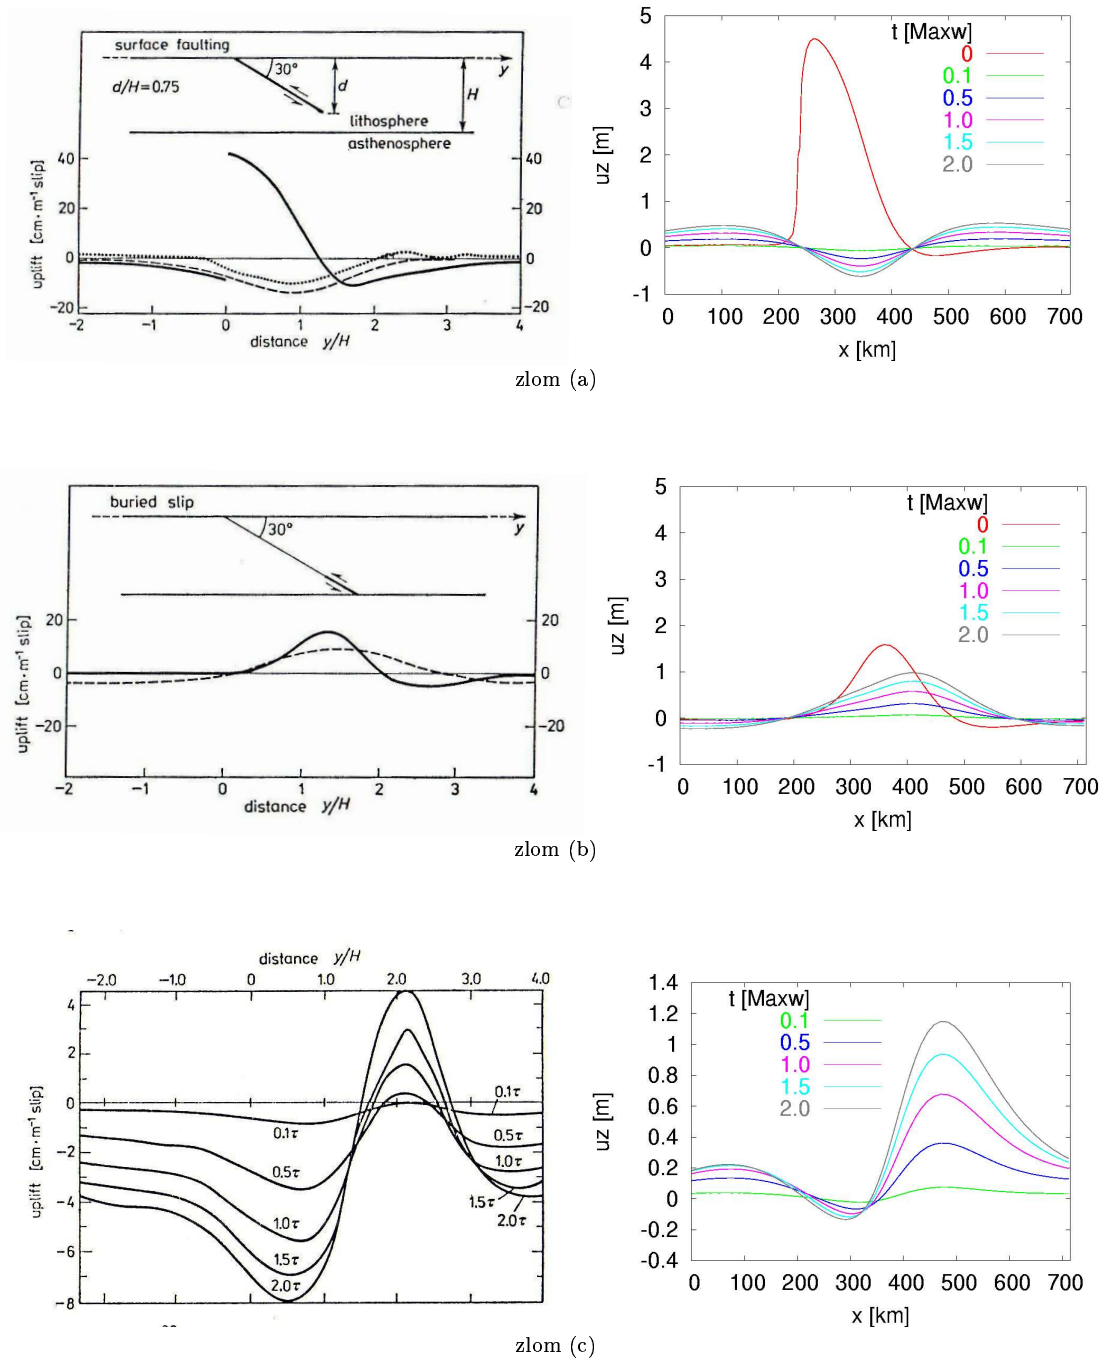 surface faulting
y
30°
d
H
d/H=0.75
lithosphere
asthenosphere
uplift [cm·m⁻¹ slip]
40
20
0
−20
40
20
0
−20
−2 −1 0 1 2 3 4
distance y/H
5
4
3
2
1
0
-1
uz [m]
t [Maxw]
0
0.1
0.5
1.0
1.5
2.0
0 100 200 300 400 500 600 700
x [km]
zlom (a)
buried slip
y
30°
uplift [cm·m⁻¹ slip]
20
0
−20
20
0
−20
−2 −1 0 1 2 3 4
distance y/H
5
4
3
2
1
0
-1
uz [m]
t [Maxw]
0
0.1
0.5
1.0
1.5
2.0
0 100 200 300 400 500 600 700
x [km]
zlom (b)
distance y/H
−2.0 −1.0 0 1.0 2.0 3.0 4.0
uplift [cm·m⁻¹ slip]
4
2
0
−2
−4
−6
−8
0.1τ
0.5τ
1.0τ
1.5τ
2.0τ
0.1τ
0.5τ
1.0τ
1.5τ
2.0τ
1.4
1.2
1
0.8
0.6
0.4
0.2
0
-0.2
-0.4
uz [m]
t [Maxw]
0.1
0.5
1.0
1.5
2.0
0 100 200 300 400 500 600 700
x [km]
zlom (c)